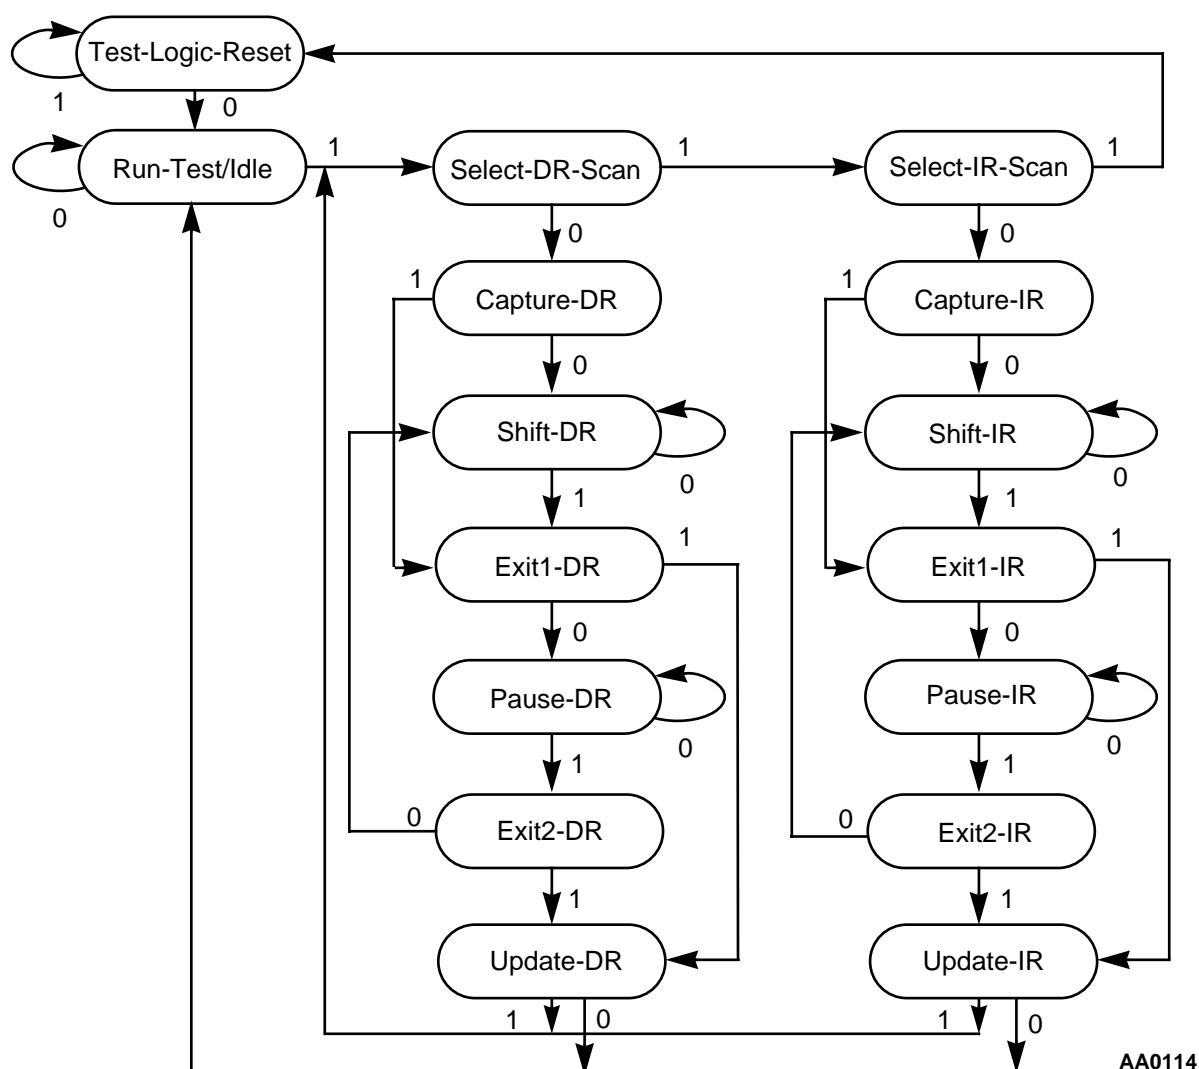 Test-Logic-Reset
1
0
Run-Test/Idle
1
Select-DR-Scan
1
Select-IR-Scan
1
0
0
0
1
Capture-DR
1
Capture-IR
0
0
Shift-DR
0
Shift-IR
0
1
1
Exit1-DR
1
Exit1-IR
1
0
0
Pause-DR
0
Pause-IR
0
1
1
0
Exit2-DR
0
Exit2-IR
1
1
Update-DR
Update-IR
1
0
1
0
AA0114